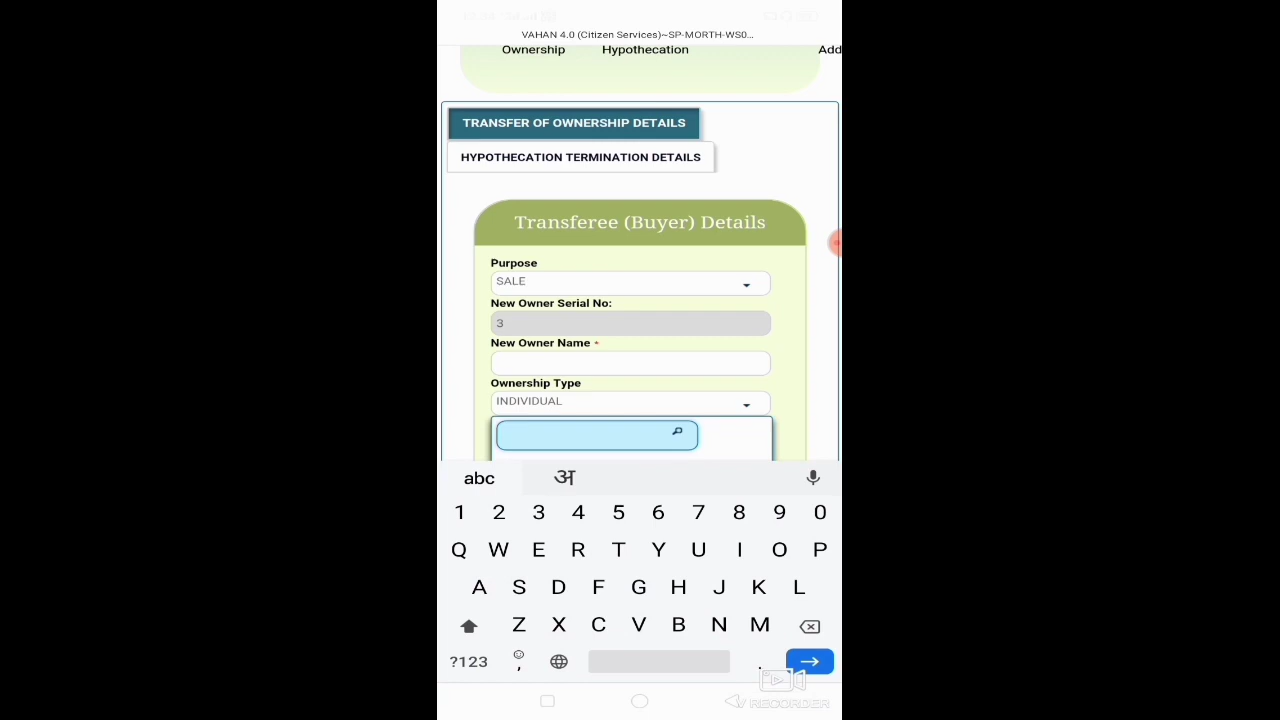 VAHAN 4.0 (Citizen Services)~SP-MORTH-WS0...
Ownership Hypothecation Add
TRANSFER OF OWNERSHIP DETAILS
HYPOTHECATION TERMINATION DETAILS
Transferee (Buyer) Details
Purpose
SALE
New Owner Serial No:
3
New Owner Name *
Ownership Type
INDIVIDUAL
abc अ
1 2 3 4 5 6 7 8 9 0
Q W E R T Y U I O P
A S D F G H J K L
Z X C V B N M
?123 , .
RECORDER